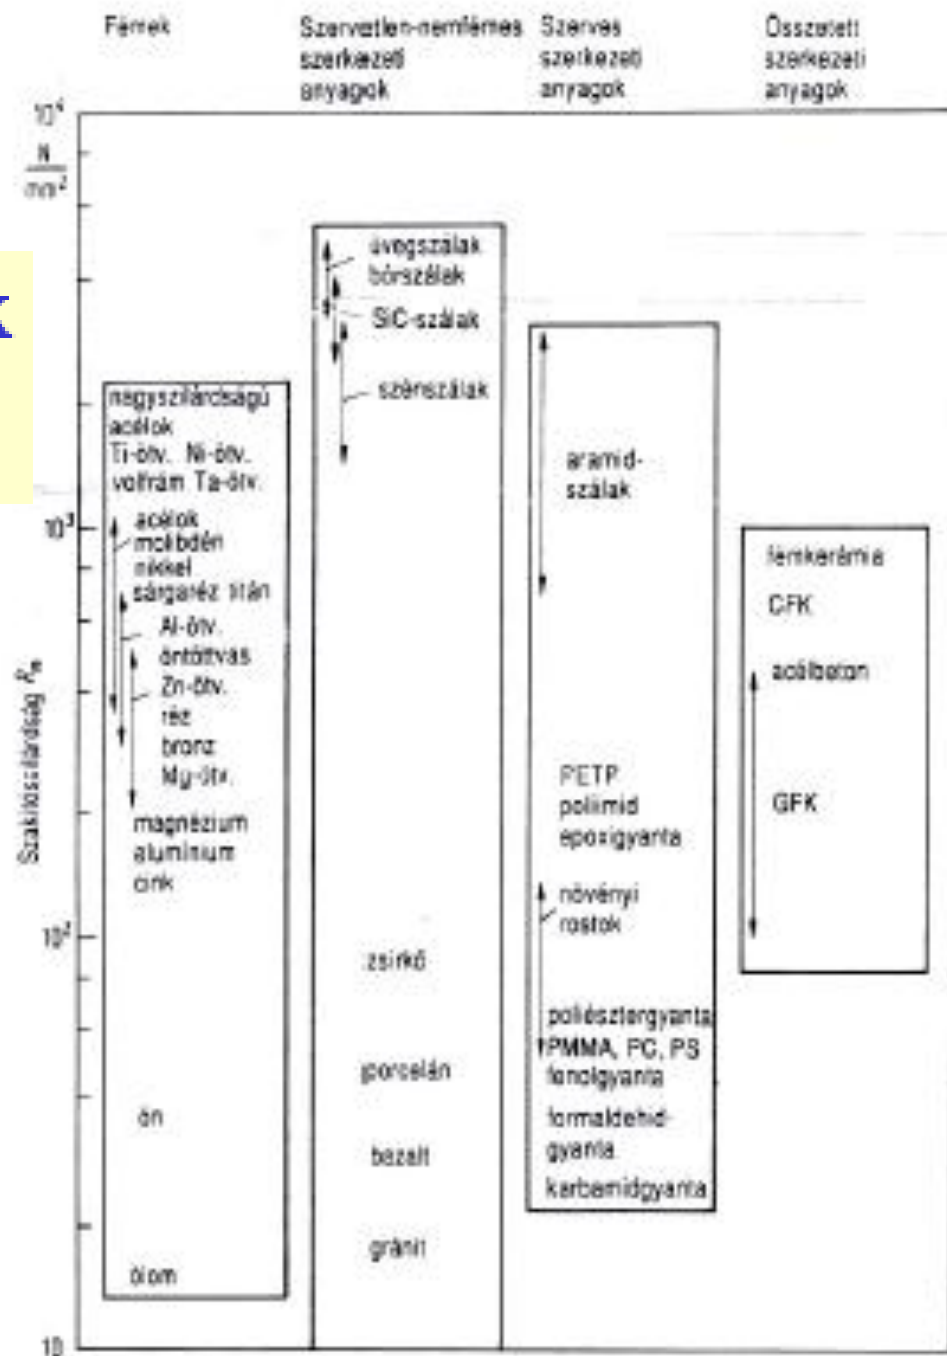 Fémek
Szervetlen-nemfémes
szerkezeti
anyagok
Szerves
szerkezeti
anyagok
Összetett
szerkezeti
anyagok
10⁴
N
mm²
10³
10²
10
Szakítószilárdság Rm
K
nagyszilárdságú
acélok
Ti-ötv. Ni-ötv.
volfrám Ta-ötv.
acélok
molibdén
nikkel
sárgaréz titán
Al-ötv.
öntöttvas
Zn-ötv.
réz
bronz
Mg-ötv.
magnézium
alumínium
cink
ón
ólom
üvegszálak
bórszálak
SiC-szálak
szénszálak
zsírkő
porcelán
bazalt
gránit
aramid-
szálak
PETP
poliimid
epoxigyanta
növényi
rostok
poliésztergyanta
PMMA, PC, PS
fenolgyanta
formaldehid-
gyanta
karbamidgyanta
fémkerámia
CFK
acélbeton
GFK